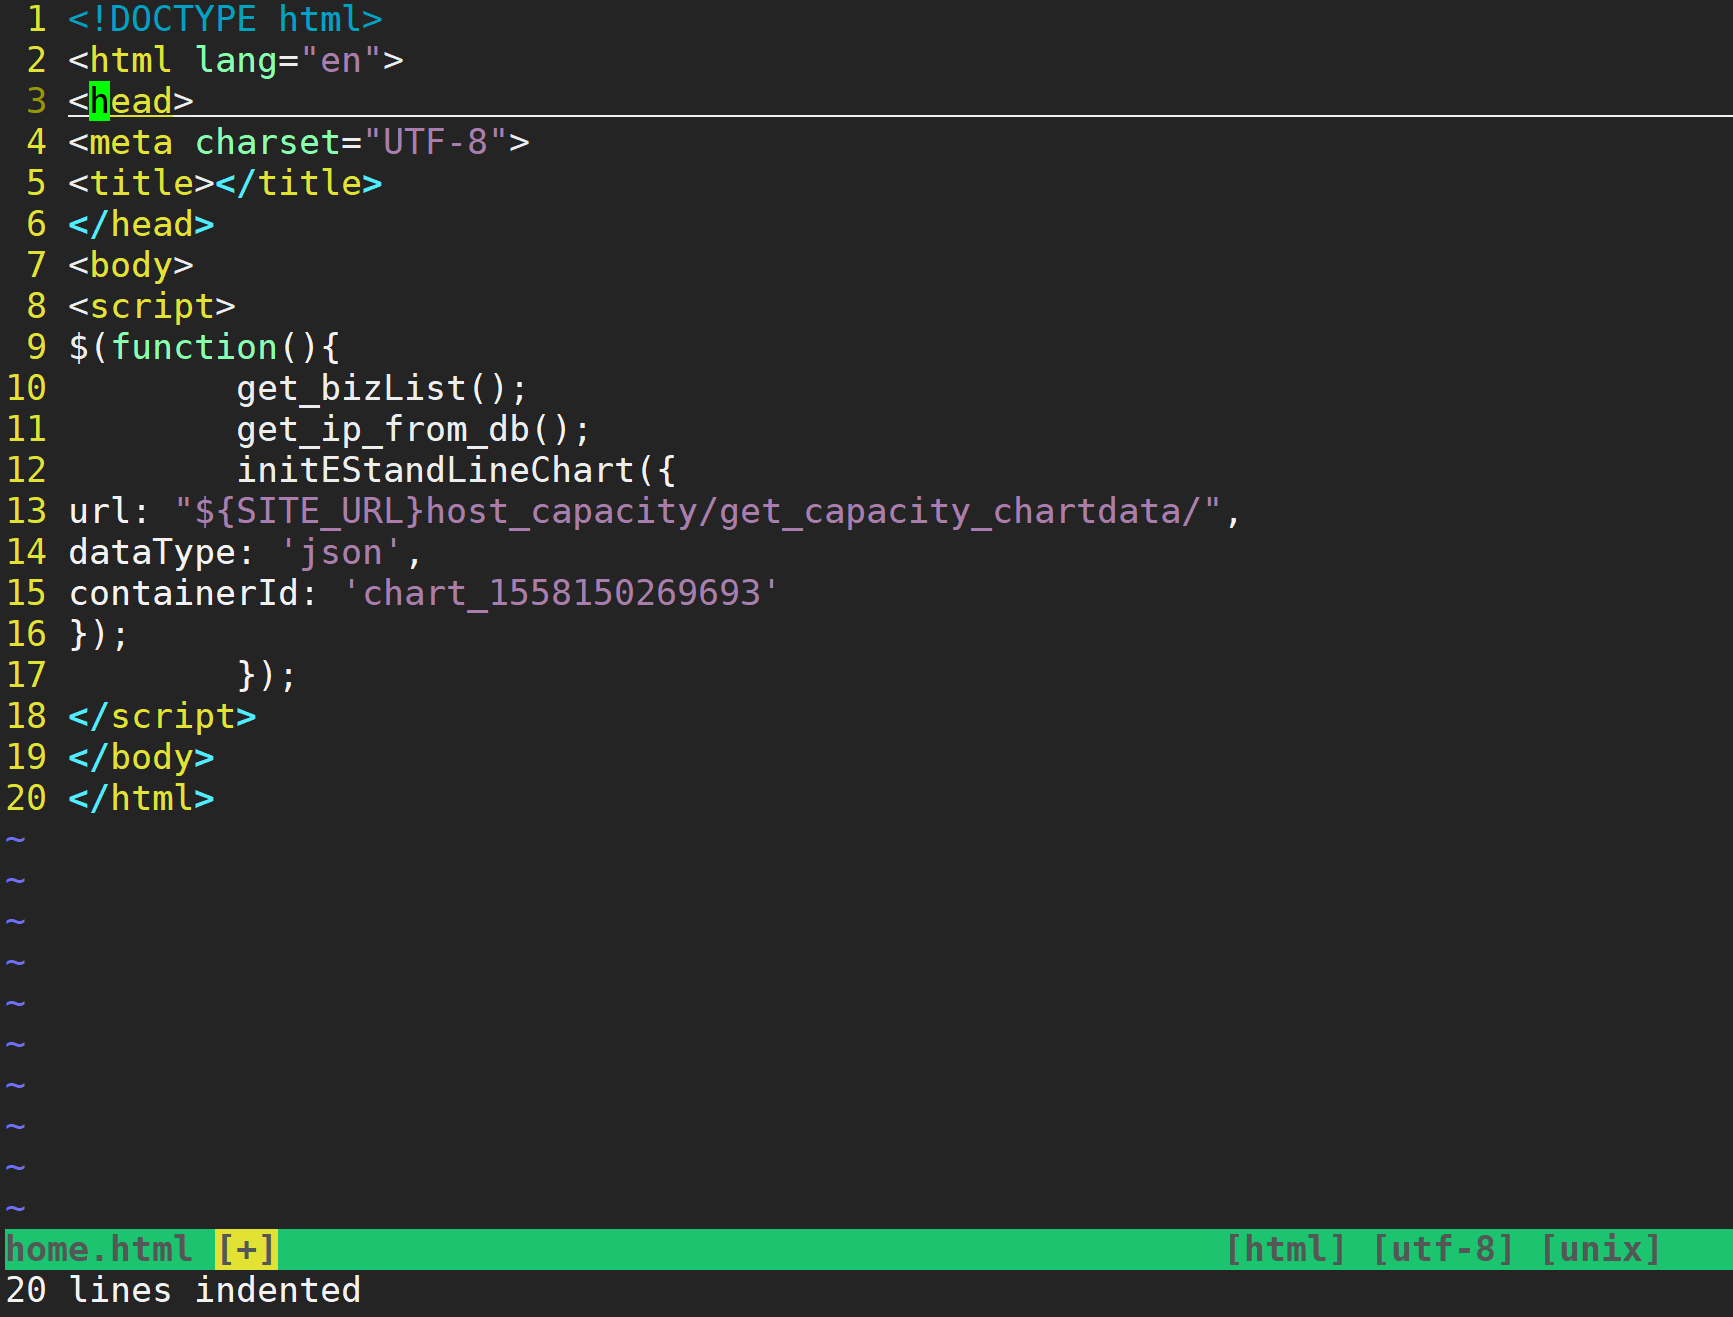 1 <!DOCTYPE html>
2 <html lang="en">
3 <head>
4 <meta charset="UTF-8">
5 <title></title>
6 </head>
7 <body>
8 <script>
9 $(function(){
10         get_bizList();
11         get_ip_from_db();
12         initEStandLineChart({
13 url: "${SITE_URL}host_capacity/get_capacity_chartdata/",
14 dataType: 'json',
15 containerId: 'chart_1558150269693'
16 });
17         });
18 </script>
19 </body>
20 </html>
~
~
~
~
~
~
~
~
~
~
home.html [+] [html] [utf-8] [unix]
20 lines indented